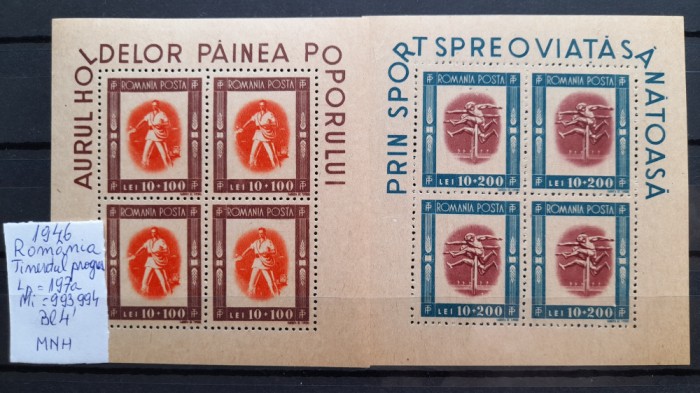 AURUL HOLDELOR PÂINEA POPORULUI
ROMANIA POSTA
LEI 10+100
ROMANIA POSTA
LEI 10+100
ROMANIA POSTA
LEI 10+100
ROMANIA POSTA
LEI 10+100
PRIN SPORT SPRE O VIATĂ SĂNĂTOASĂ
ROMANIA POSTA
LEI 10+200
ROMANIA POSTA
LEI 10+200
ROMANIA POSTA
LEI 10+200
ROMANIA POSTA
LEI 10+200
1946
Romania
Tineretul progr
Lp = 197a
Mi = 993 994
Bl 4'
MNH